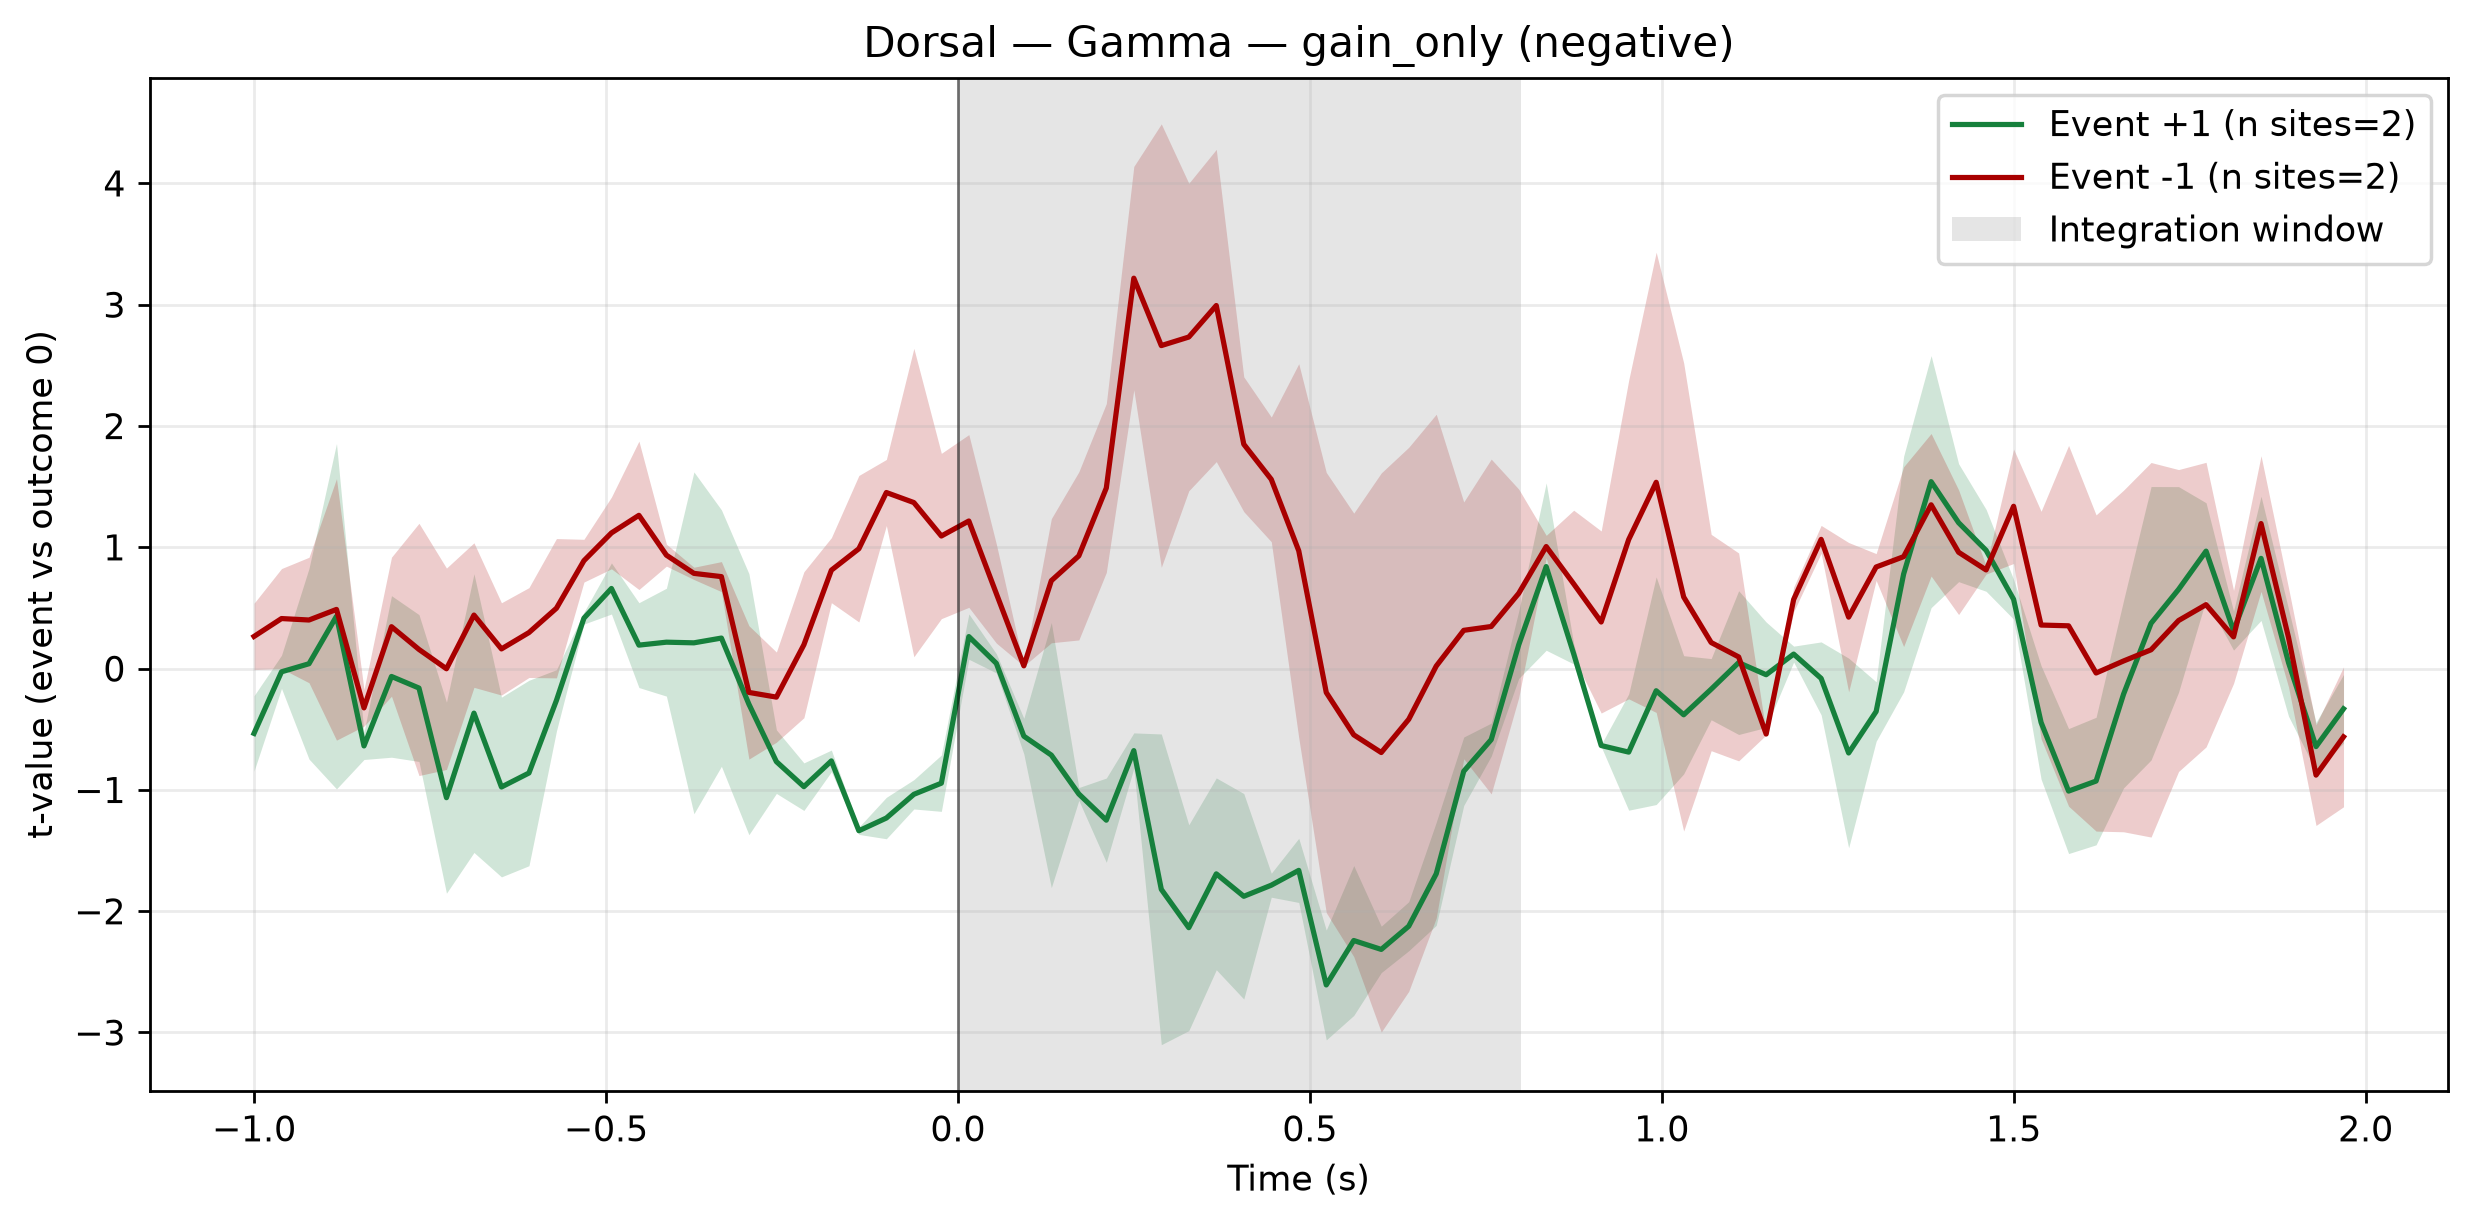 Dorsal — Gamma — gain_only (negative)
Event +1 (n sites=2)
Event -1 (n sites=2)
Integration window
t-value (event vs outcome 0)
4
3
2
1
0
−1
−2
−3
−1.0
−0.5
0.0
0.5
1.0
1.5
2.0
Time (s)